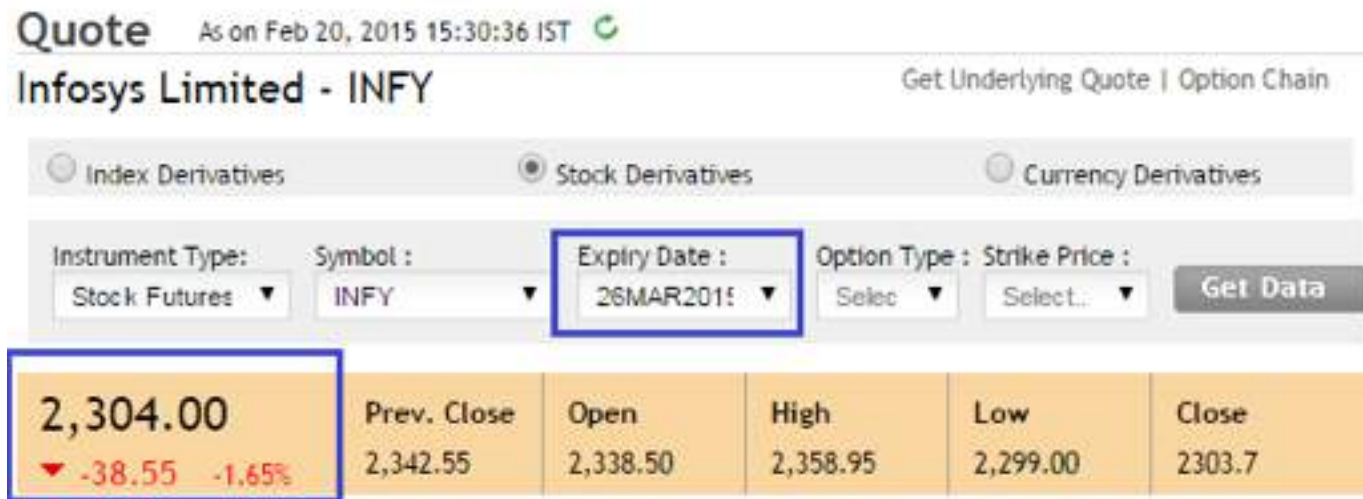 Quote As on Feb 20, 2015 15:30:36 IST
Infosys Limited - INFY Get Underlying Quote | Option Chain
Index Derivatives Stock Derivatives Currency Derivatives
Instrument Type: Symbol : Expiry Date : Option Type : Strike Price :
Stock Futures INFY 26MAR2015 Selec Select.. Get Data
2,304.00 Prev. Close Open High Low Close
-38.55 -1.65% 2,342.55 2,338.50 2,358.95 2,299.00 2303.7